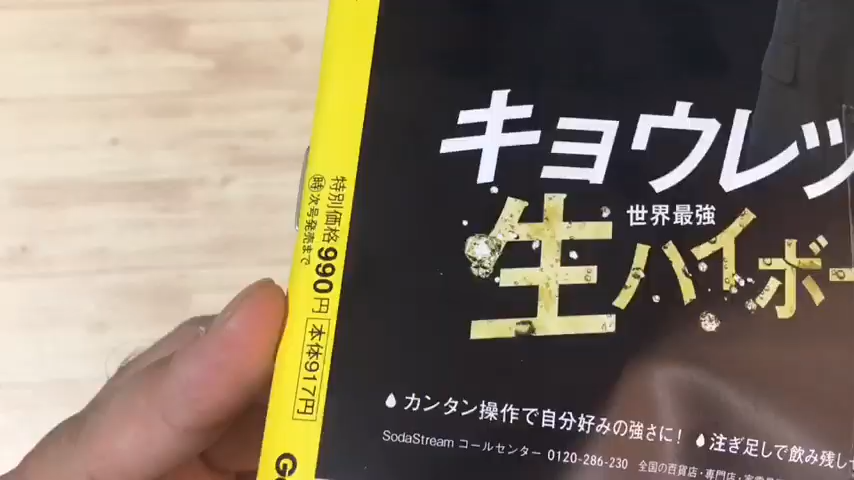 特別価格990円 本体917円
時 次号発売まで
キョウレッ
世界最強
生ハイボー
カンタン操作で自分好みの強さに! 注ぎ足しで飲み残し
SodaStream コールセンター 0120-286-230 全国の百貨店・専門店・